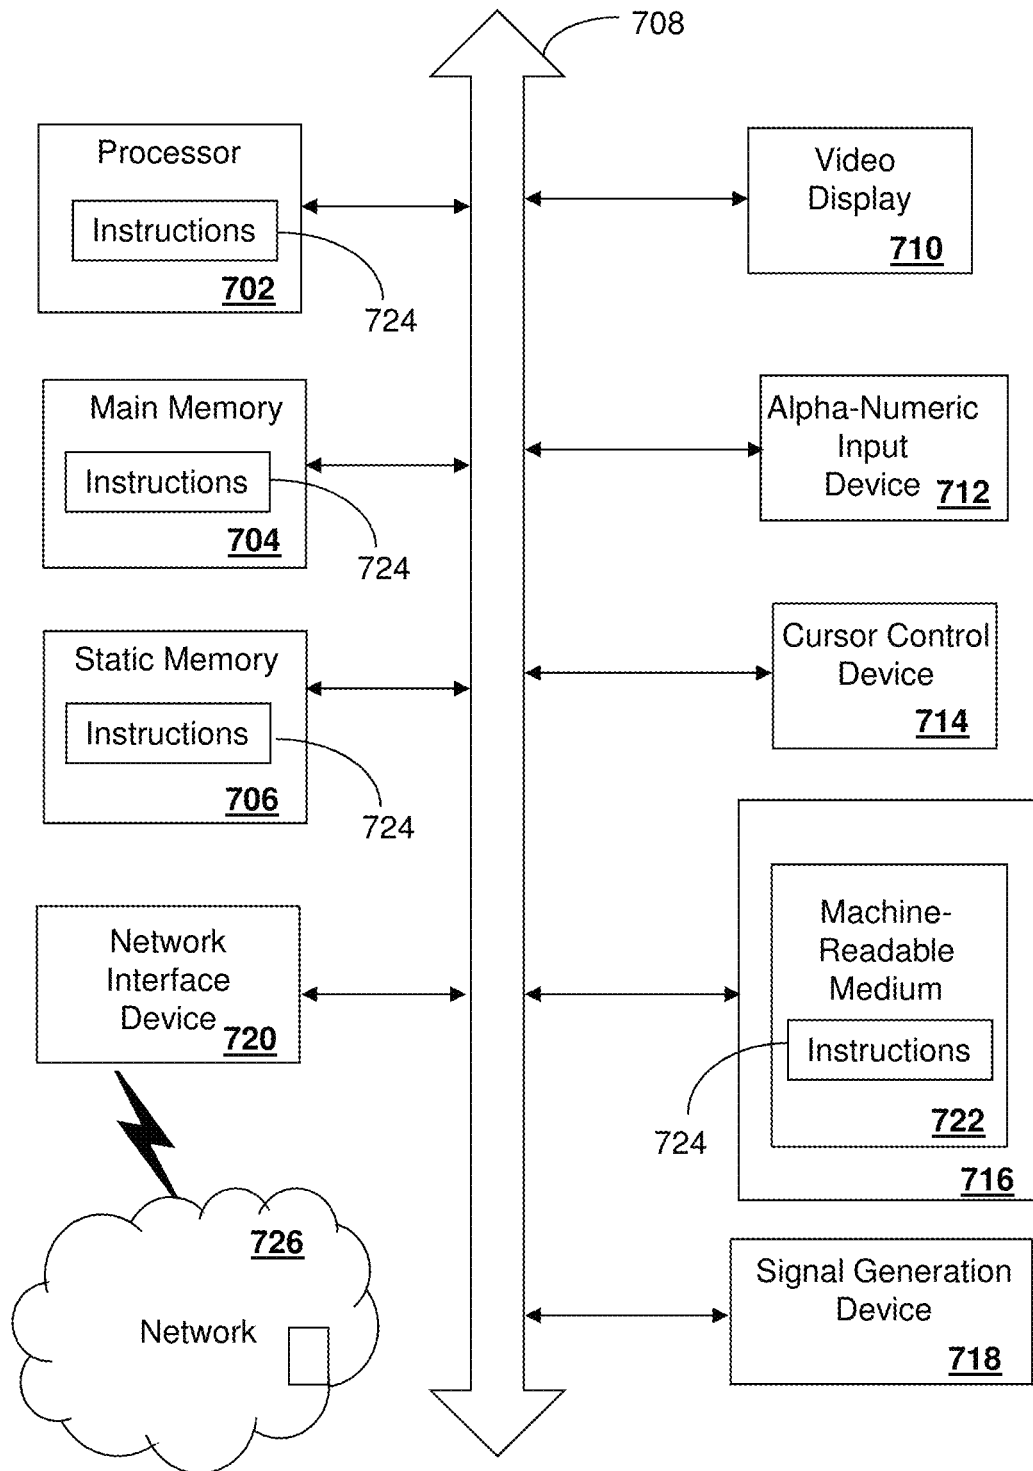 708
Processor
Instructions
702
724
Main Memory
Instructions
704
724
Static Memory
Instructions
706
724
Network
Interface
Device
720
726
Network
Video
Display
710
Alpha-Numeric
Input
Device
712
Cursor Control
Device
714
Machine-
Readable
Medium
Instructions
722
724
716
Signal Generation
Device
718